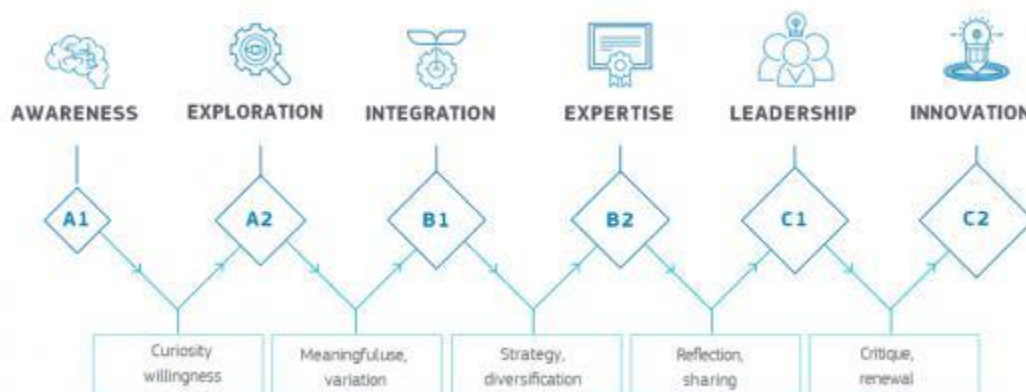 AWARENESS EXPLORATION INTEGRATION EXPERTISE LEADERSHIP INNOVATION
A1 A2 B1 B2 C1 C2
Curiosity
willingness
Meaningfuluse,
variation
Strategy,
diversification
Reflection,
sharing
Critique,
renewal